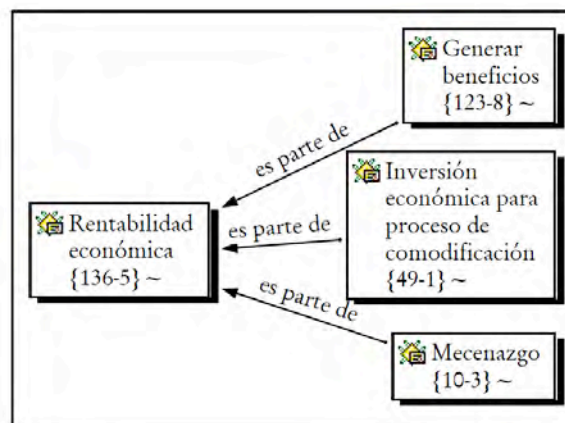 Generar
beneficios
{123-8} ~
es parte de
Inversión
económica para
proceso de
comodificación
{49-1} ~
es parte de
Rentabilidad
económica
{136-5} ~
es parte de
Mecenazgo
{10-3} ~